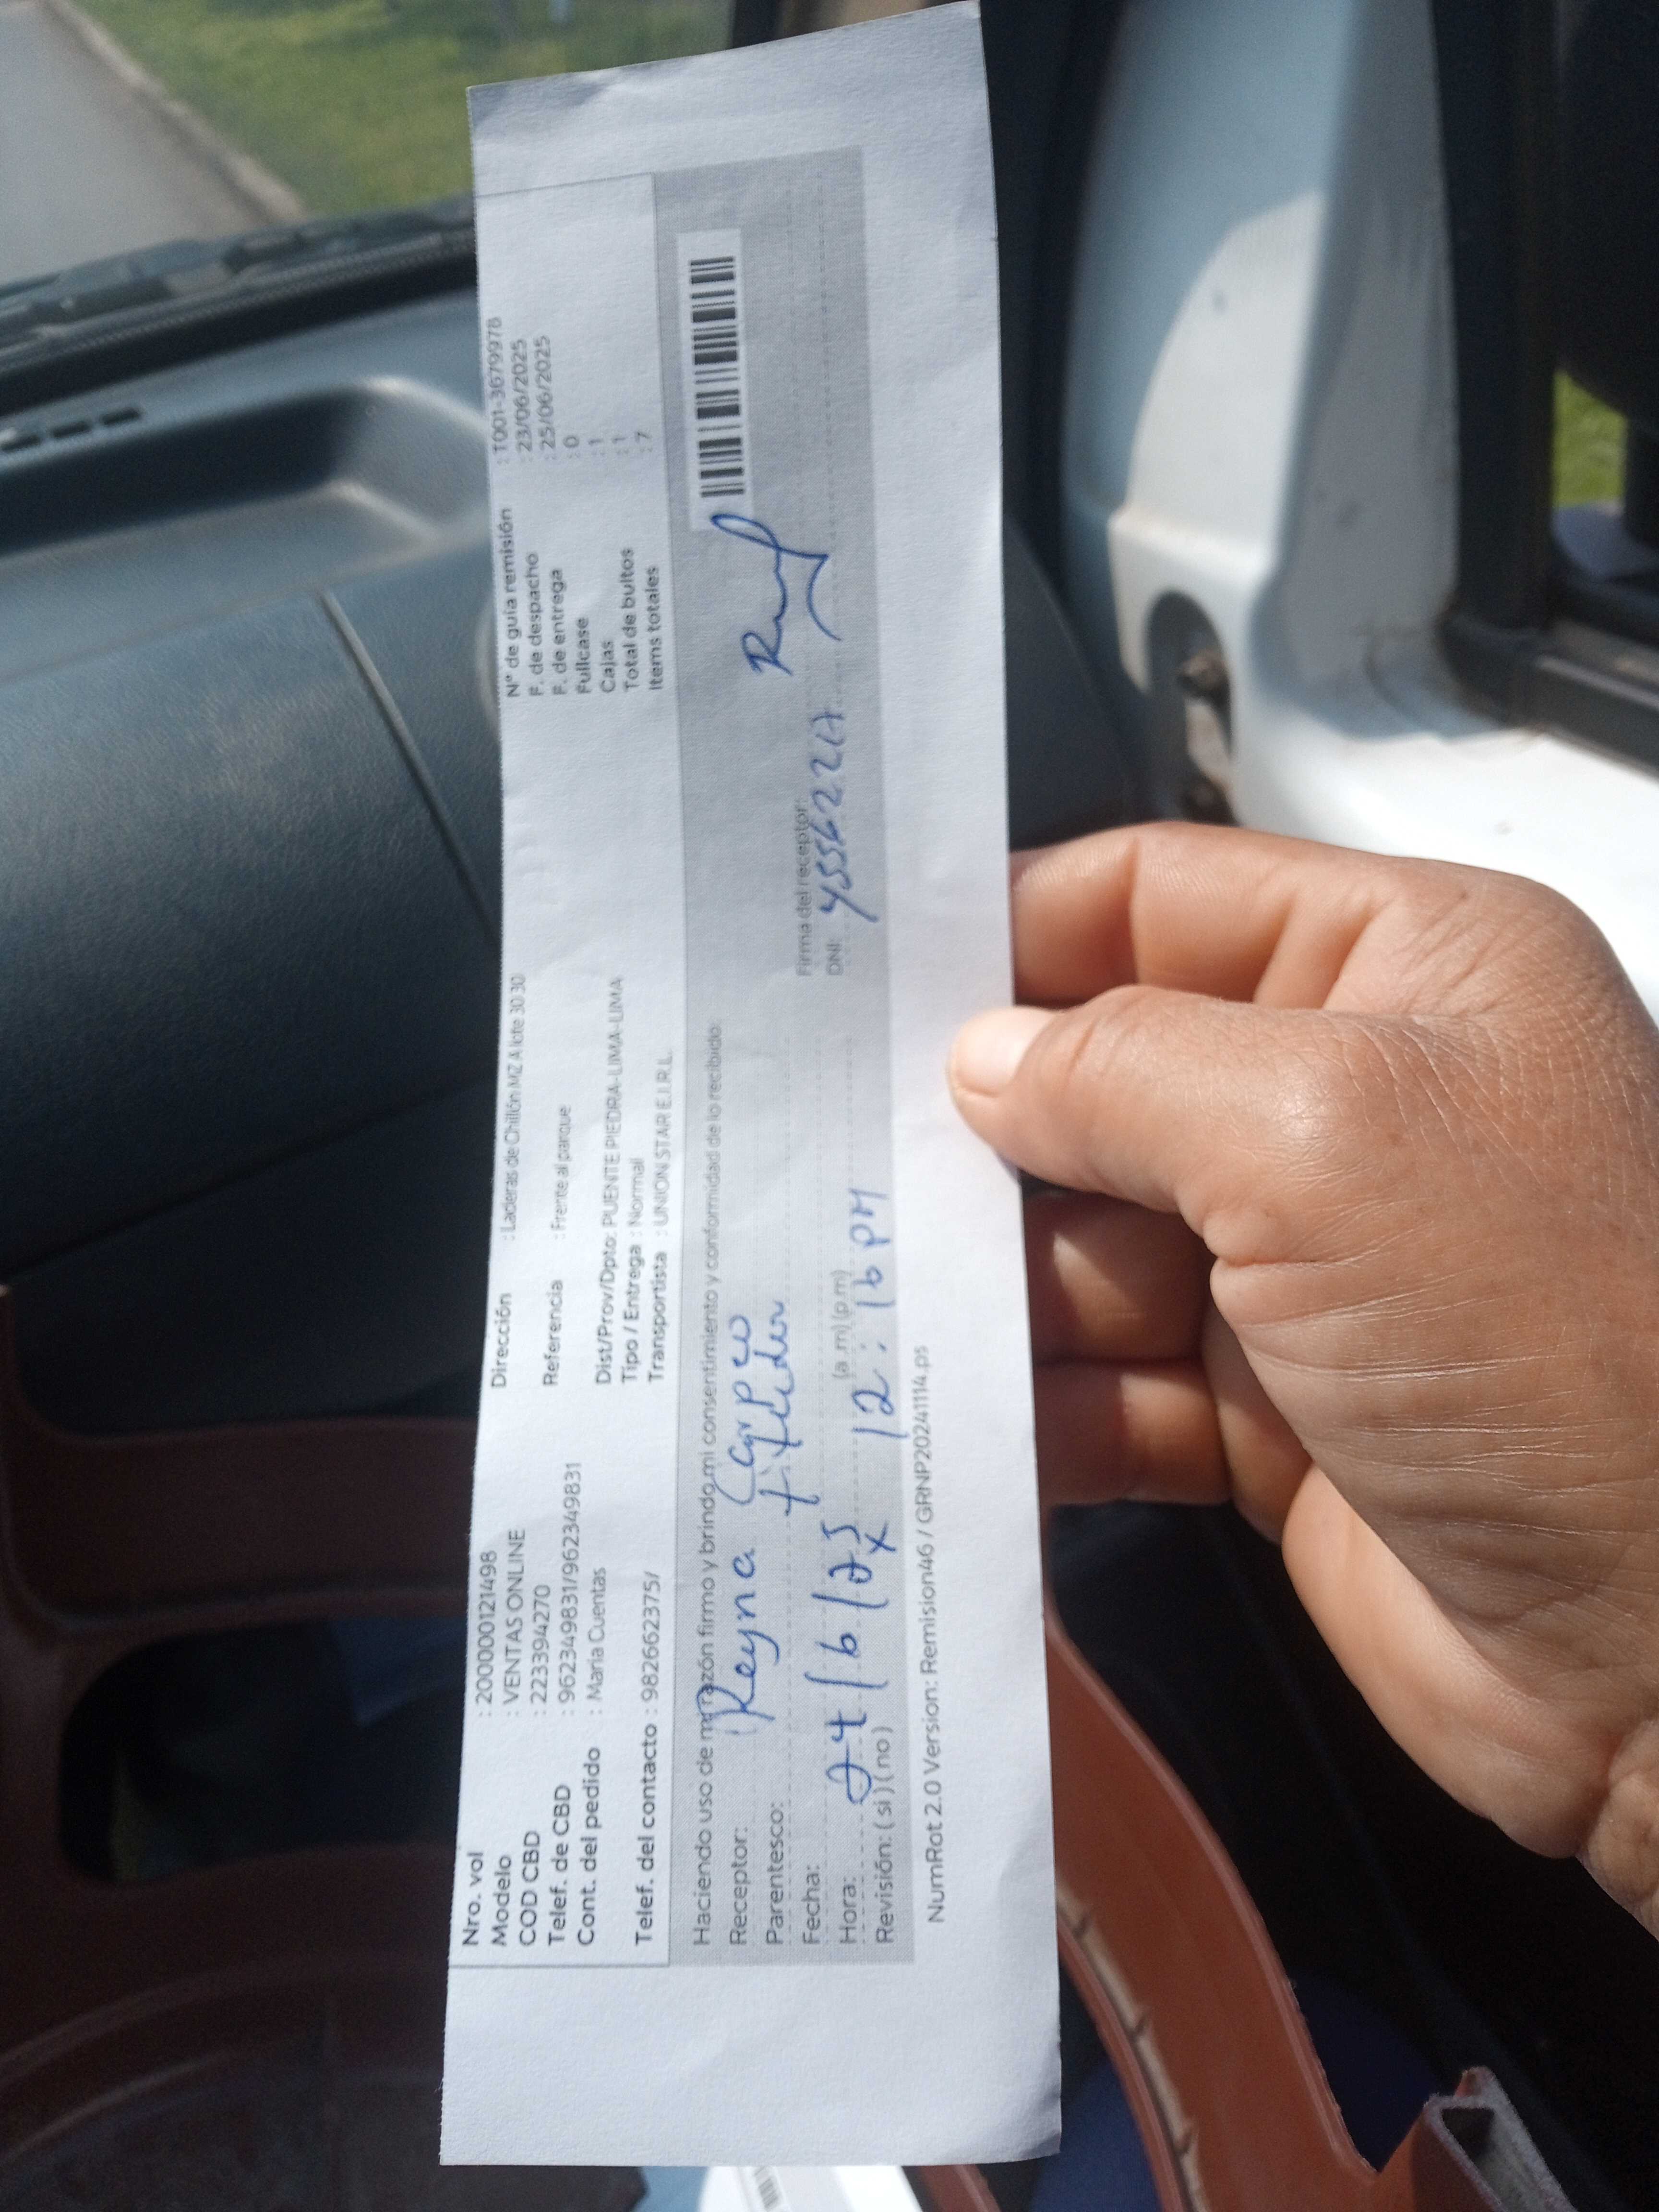 Nro. vol : 2000000121498
Modelo : VENTAS ONLINE
COD CBD : 223394270
Telef. de CBD : 962349831/962349831
Cont. del pedido : Maria Cuentas
Telef. del contacto : 982662375/
Dirección : Laderas de Chillón MZ A lote 30 30
Referencia : Frente al parque
Dist/Prov/Dpto: PUENTE PIEDRA-LIMA-LIMA
Tipo / Entrega : Normal
Transportista : UNION STAR E.I.R.L.
N° de guía remisión : T001-3679978
F. de despacho : 23/06/2025
F. de entrega : 25/06/2025
Fullcase : 0
Cajas : 1
Total de bultos : 1
Items totales : 7
Haciendo uso de mi razón firmo y brindo mi consentimiento y conformidad de lo recibido:
Receptor: Reyna
Parentesco:
Fecha: 24/6/25
Hora: 12:16 PM (a.m) (p.m)
Revisión: ( si ) ( no ) X
Firma del receptor:
DNI:
NumRot 2.0 Version: Remision46 / GRNP20241114.ps